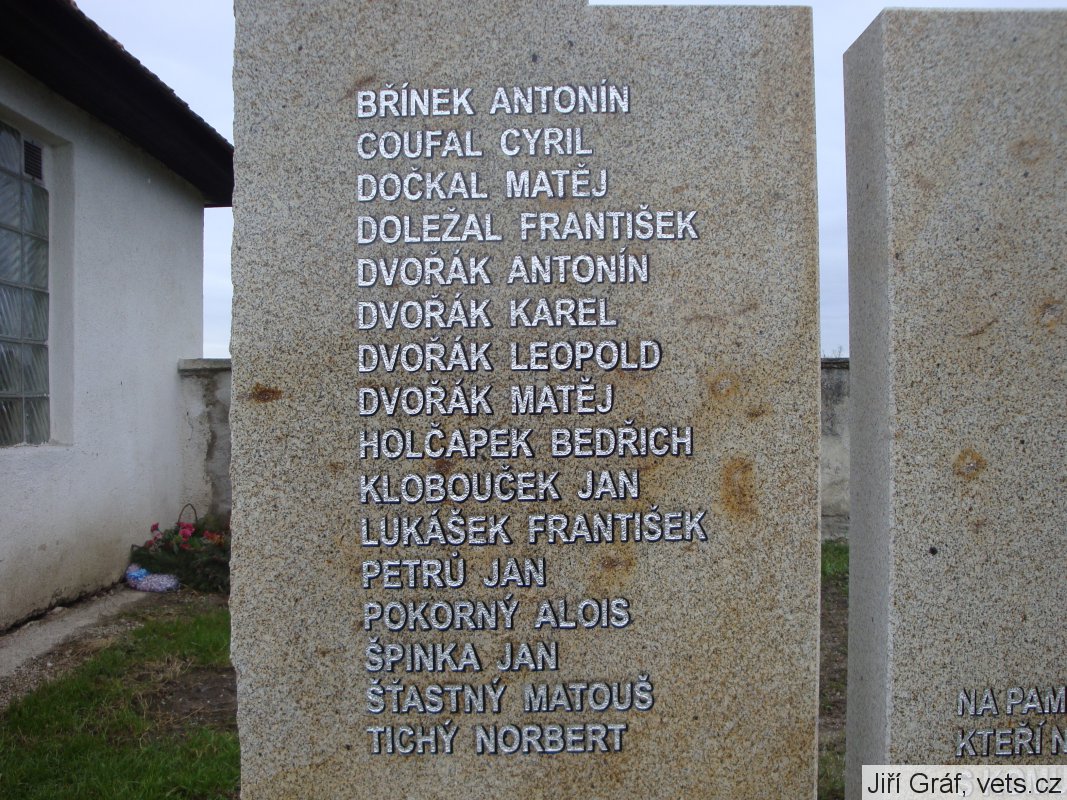 BŘÍNEK ANTONÍN
COUFAL CYRIL
DOČKAL MATĚJ
DOLEŽAL FRANTIŠEK
DVOŘÁK ANTONÍN
DVOŘÁK KAREL
DVOŘÁK LEOPOLD
DVOŘÁK MATĚJ
HOLČAPEK BEDŘICH
KLOBOUČEK JAN
LUKÁŠEK FRANTIŠEK
PETRŮ JAN
POKORNÝ ALOIS
ŠPINKA JAN
ŠŤASTNÝ MATOUŠ
TICHÝ NORBERT
NA PAM
KTEŘÍ N
Jiří Gráf, vets.cz